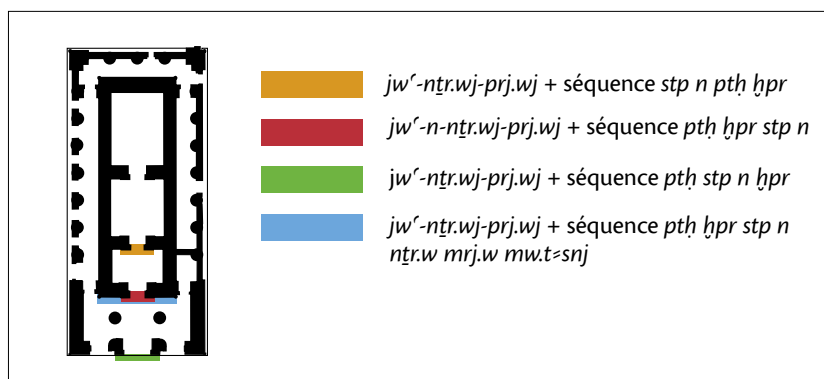 jwꜥ-nṯr.wj-prj.wj + séquence stp n ptḥ ḫpr
jwꜥ-n-nṯr.wj-prj.wj + séquence ptḥ ḫpr stp n
jwꜥ-nṯr.wj-prj.wj + séquence ptḥ stp n ḫpr
jwꜥ-nṯr.wj-prj.wj + séquence ptḥ ḫpr stp n
nṯr.w mrj.w mw.t⸗snj